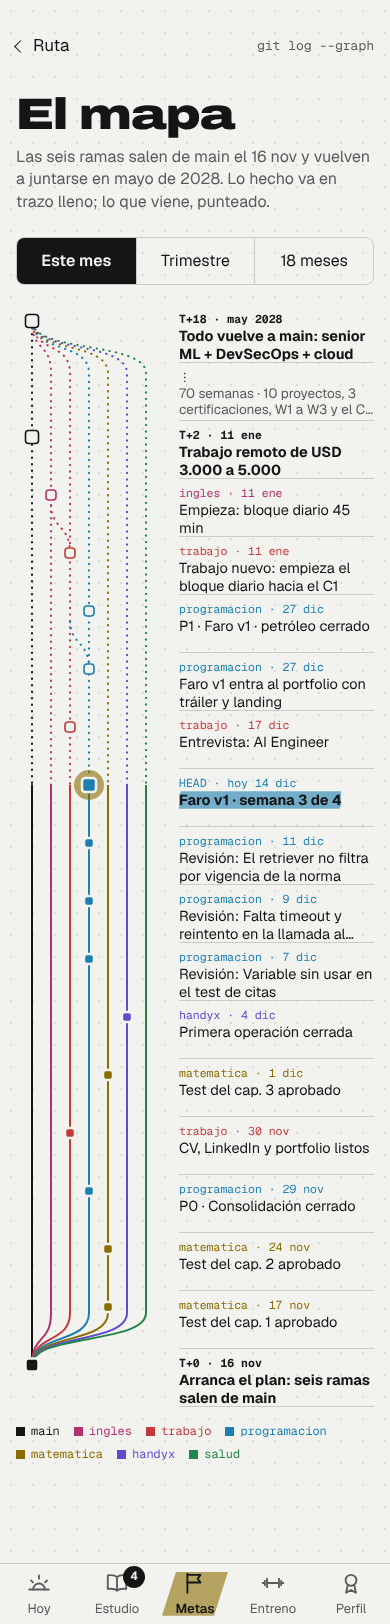 Ruta
git log --graph
El mapa
Las seis ramas salen de main el 16 nov y vuelven
a juntarse en mayo de 2028. Lo hecho va en
trazo lleno; lo que viene, punteado.
Este mes
Trimestre
18 meses
T+18 · may 2028
Todo vuelve a main: senior
ML + DevSecOps + cloud
⋮
70 semanas · 10 proyectos, 3
certificaciones, W1 a W3 y el C…
T+2 · 11 ene
Trabajo remoto de USD
3.000 a 5.000
ingles · 11 ene
Empieza: bloque diario 45
min
trabajo · 11 ene
Trabajo nuevo: empieza el
bloque diario hacia el C1
programacion · 27 dic
P1 · Faro v1 · petróleo cerrado
programacion · 27 dic
Faro v1 entra al portfolio con
tráiler y landing
trabajo · 17 dic
Entrevista: AI Engineer
HEAD · hoy 14 dic
Faro v1 · semana 3 de 4
programacion · 11 dic
Revisión: El retriever no filtra
por vigencia de la norma
programacion · 9 dic
Revisión: Falta timeout y
reintento en la llamada al…
programacion · 7 dic
Revisión: Variable sin usar en
el test de citas
handyx · 4 dic
Primera operación cerrada
matematica · 1 dic
Test del cap. 3 aprobado
trabajo · 30 nov
CV, LinkedIn y portfolio listos
programacion · 29 nov
P0 · Consolidación cerrado
matematica · 24 nov
Test del cap. 2 aprobado
matematica · 17 nov
Test del cap. 1 aprobado
T+0 · 16 nov
Arranca el plan: seis ramas
salen de main
main ingles trabajo programacion
matematica handyx salud
4
Hoy Estudio Metas Entreno Perfil